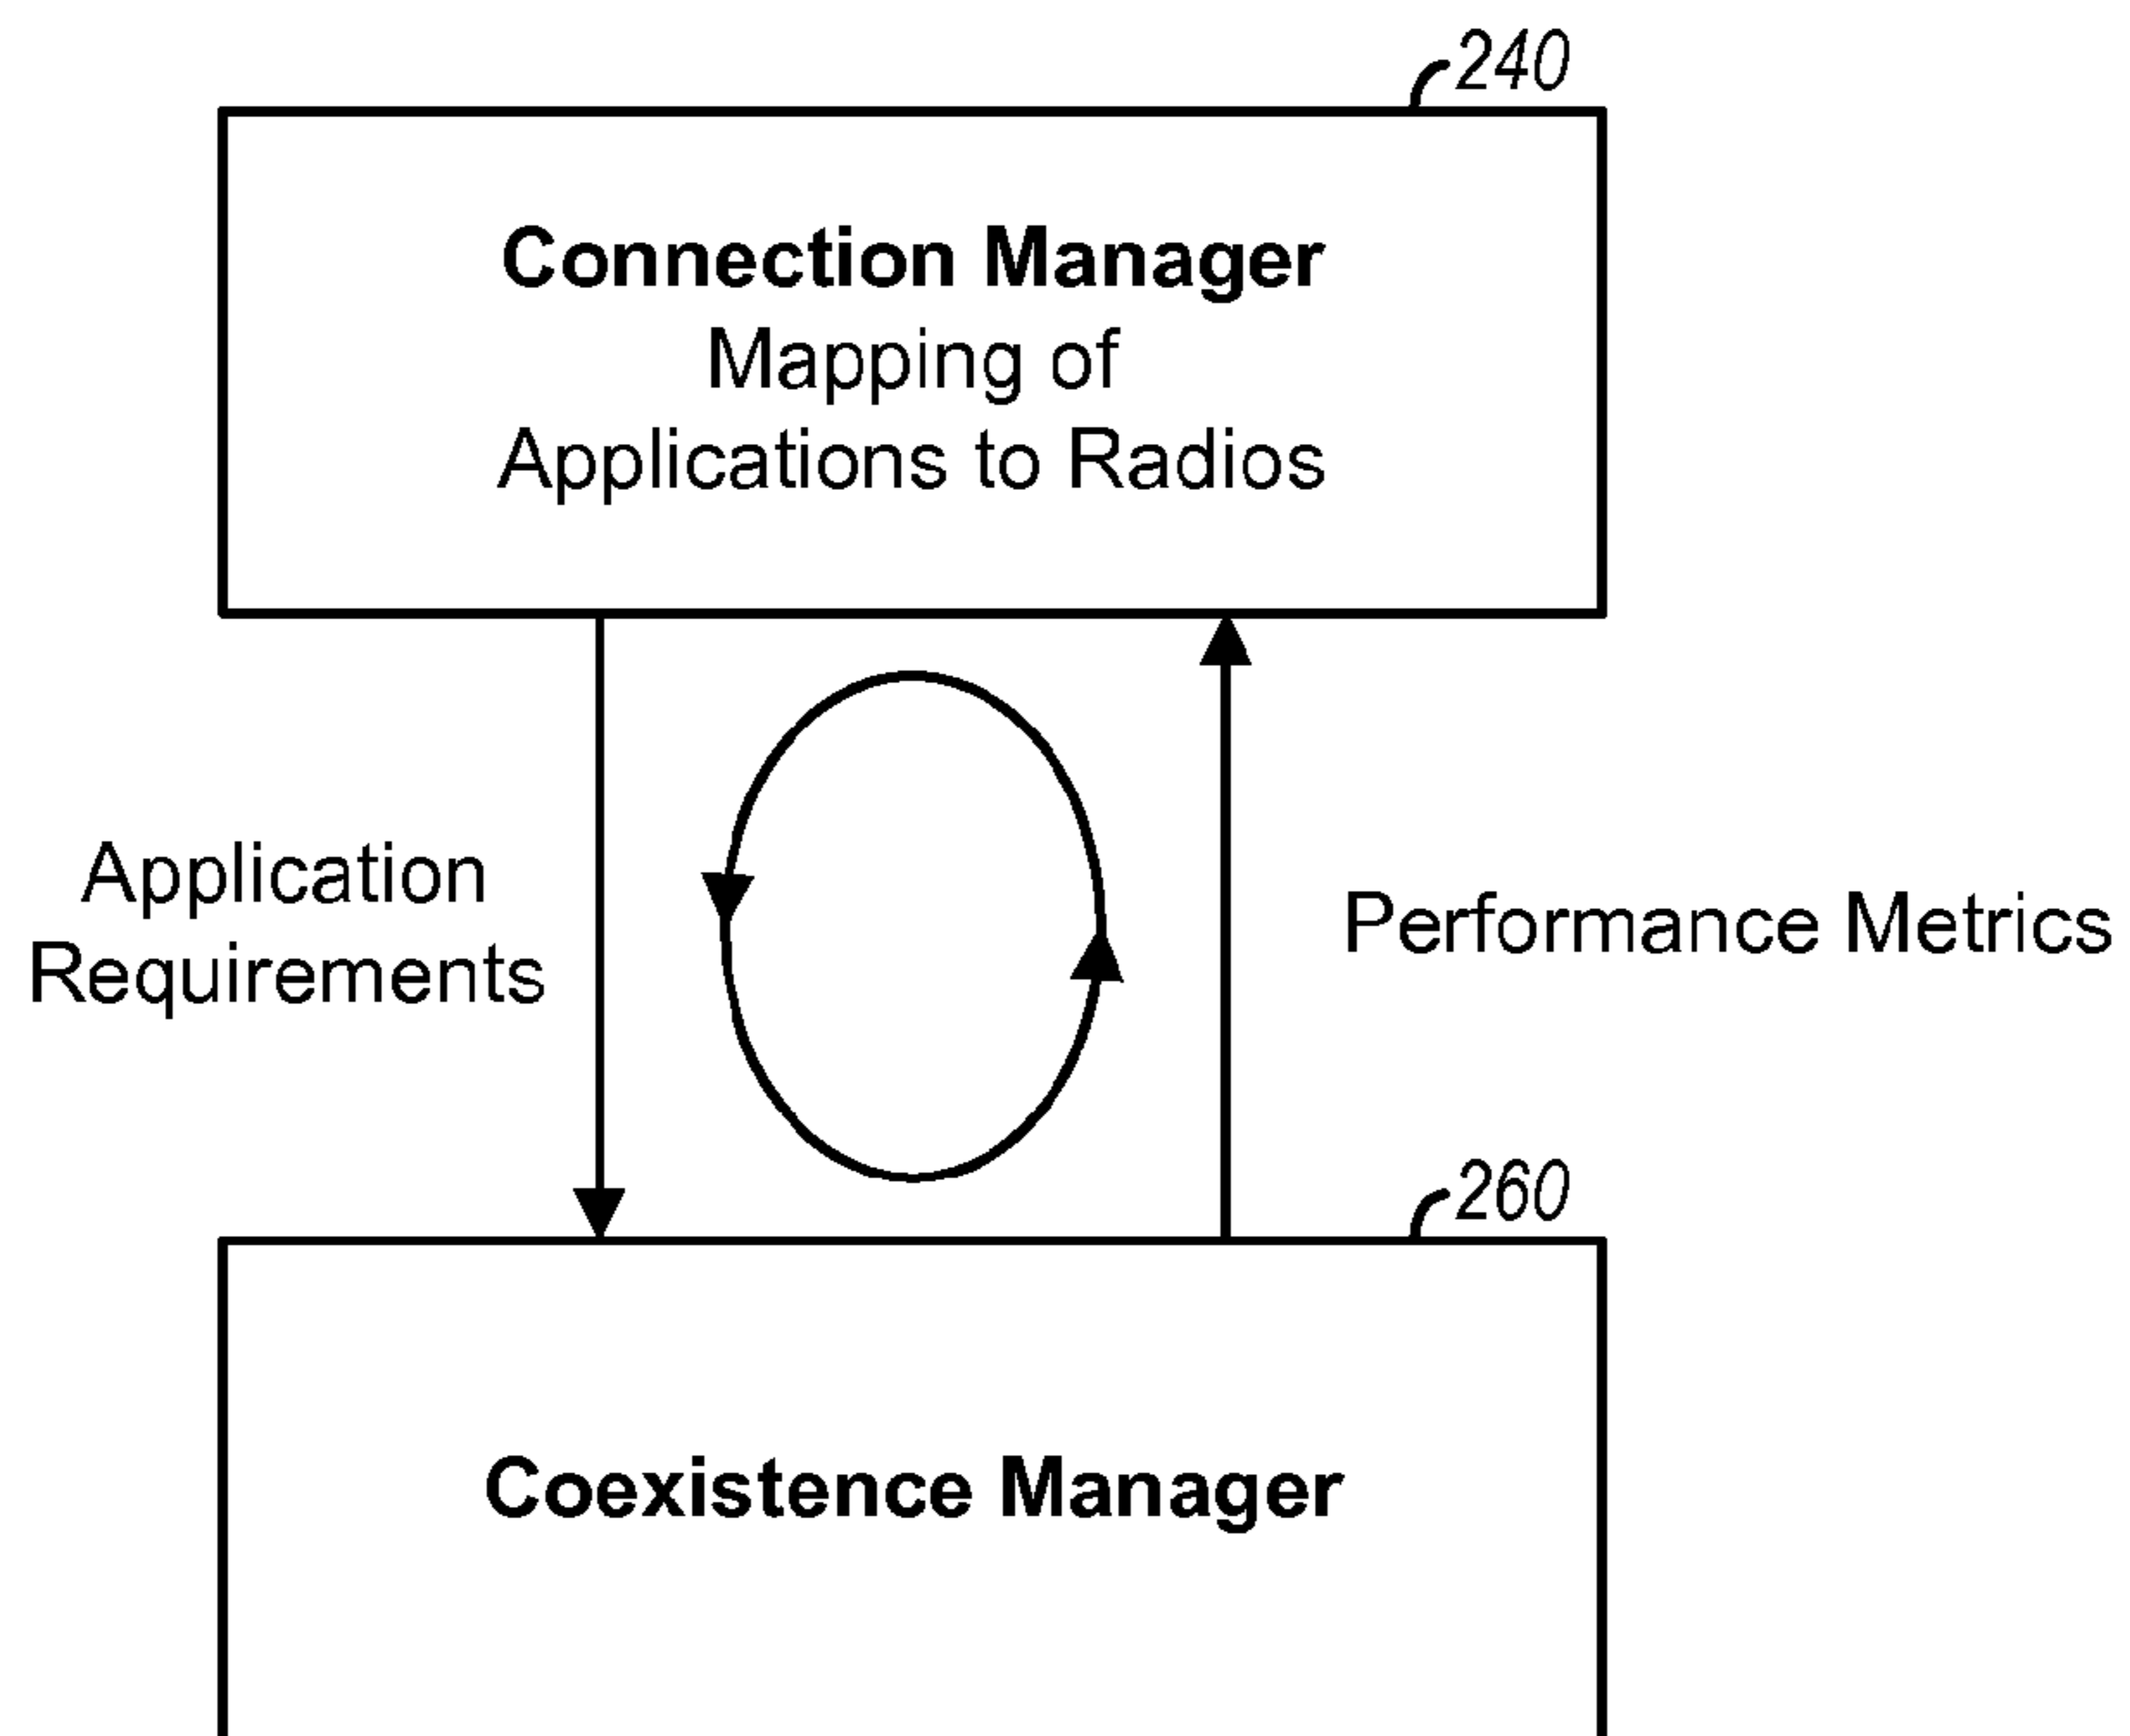 240
Connection Manager
Mapping of
Applications to Radios
Application
Requirements
Performance Metrics
260
Coexistence Manager